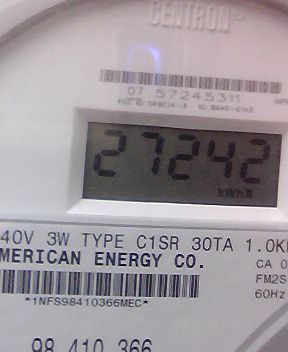 CENTRON
07 57245311
27242
kWh
40V 3W TYPE C1SR 30TA 1.0K
MERICAN ENERGY CO.
CA 0
FM2S
60Hz
*1NFS98410366MEC*
98 410 366